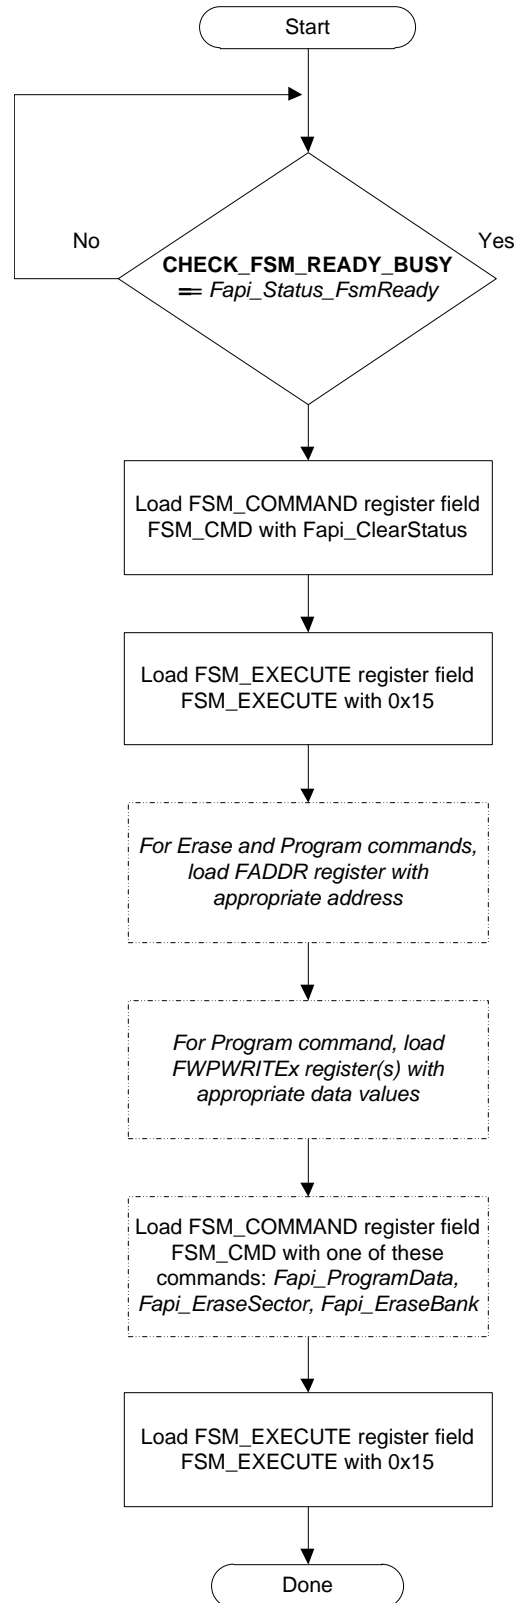 Start
No
Yes
CHECK_FSM_READY_BUSY
== Fapi_Status_FsmReady
Load FSM_COMMAND register field
FSM_CMD with Fapi_ClearStatus
Load FSM_EXECUTE register field
FSM_EXECUTE with 0x15
For Erase and Program commands,
load FADDR register with
appropriate address
For Program command, load
FWPWRITEx register(s) with
appropriate data values
Load FSM_COMMAND register field
FSM_CMD with one of these
commands: Fapi_ProgramData,
Fapi_EraseSector, Fapi_EraseBank
Load FSM_EXECUTE register field
FSM_EXECUTE with 0x15
Done